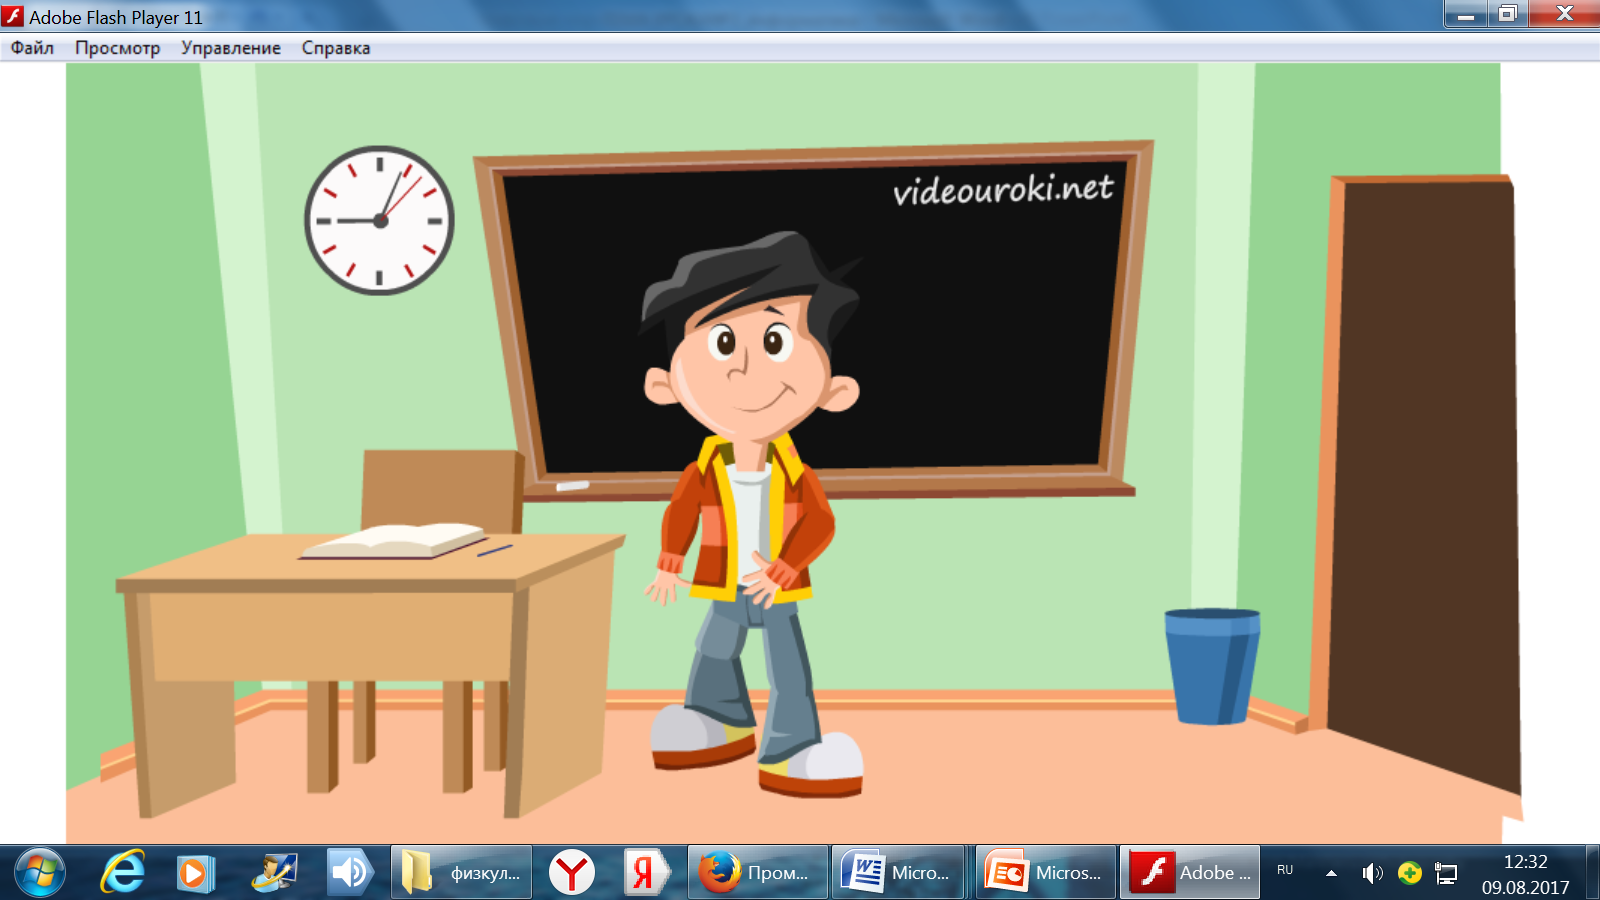 Adobe Flash Player 11
Файл Просмотр Управление Справка
videouroki.net
физкул... Пром... Micro... Micros... Adobe ... RU 12:32
09.08.2017